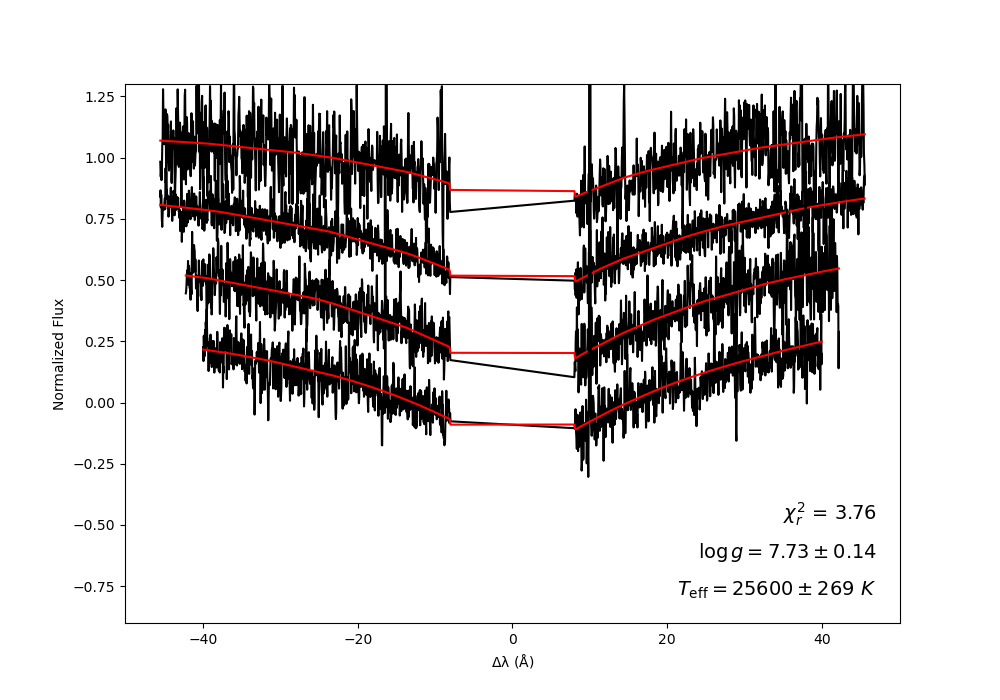 1.25
1.00
0.75
0.50
0.25
0.00
−0.25
−0.50
−0.75
Normalized Flux
χ²ᵣ = 3.76
log g = 7.73 ± 0.14
T_eff = 25600 ± 269 K
−40 −20 0 20 40
Δλ (Å)